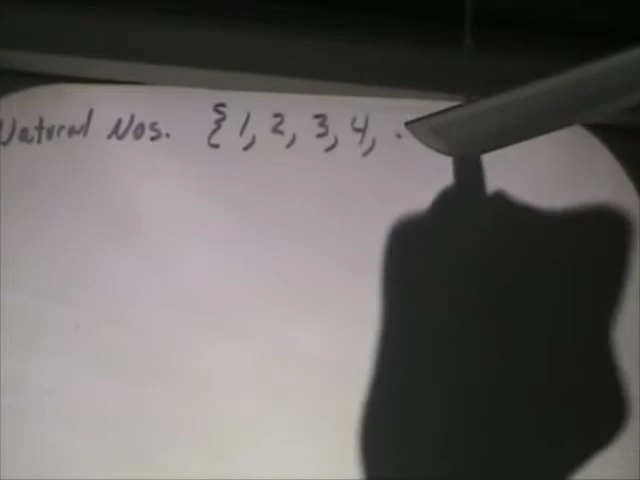 Natural Nos. {1, 2, 3, 4, .